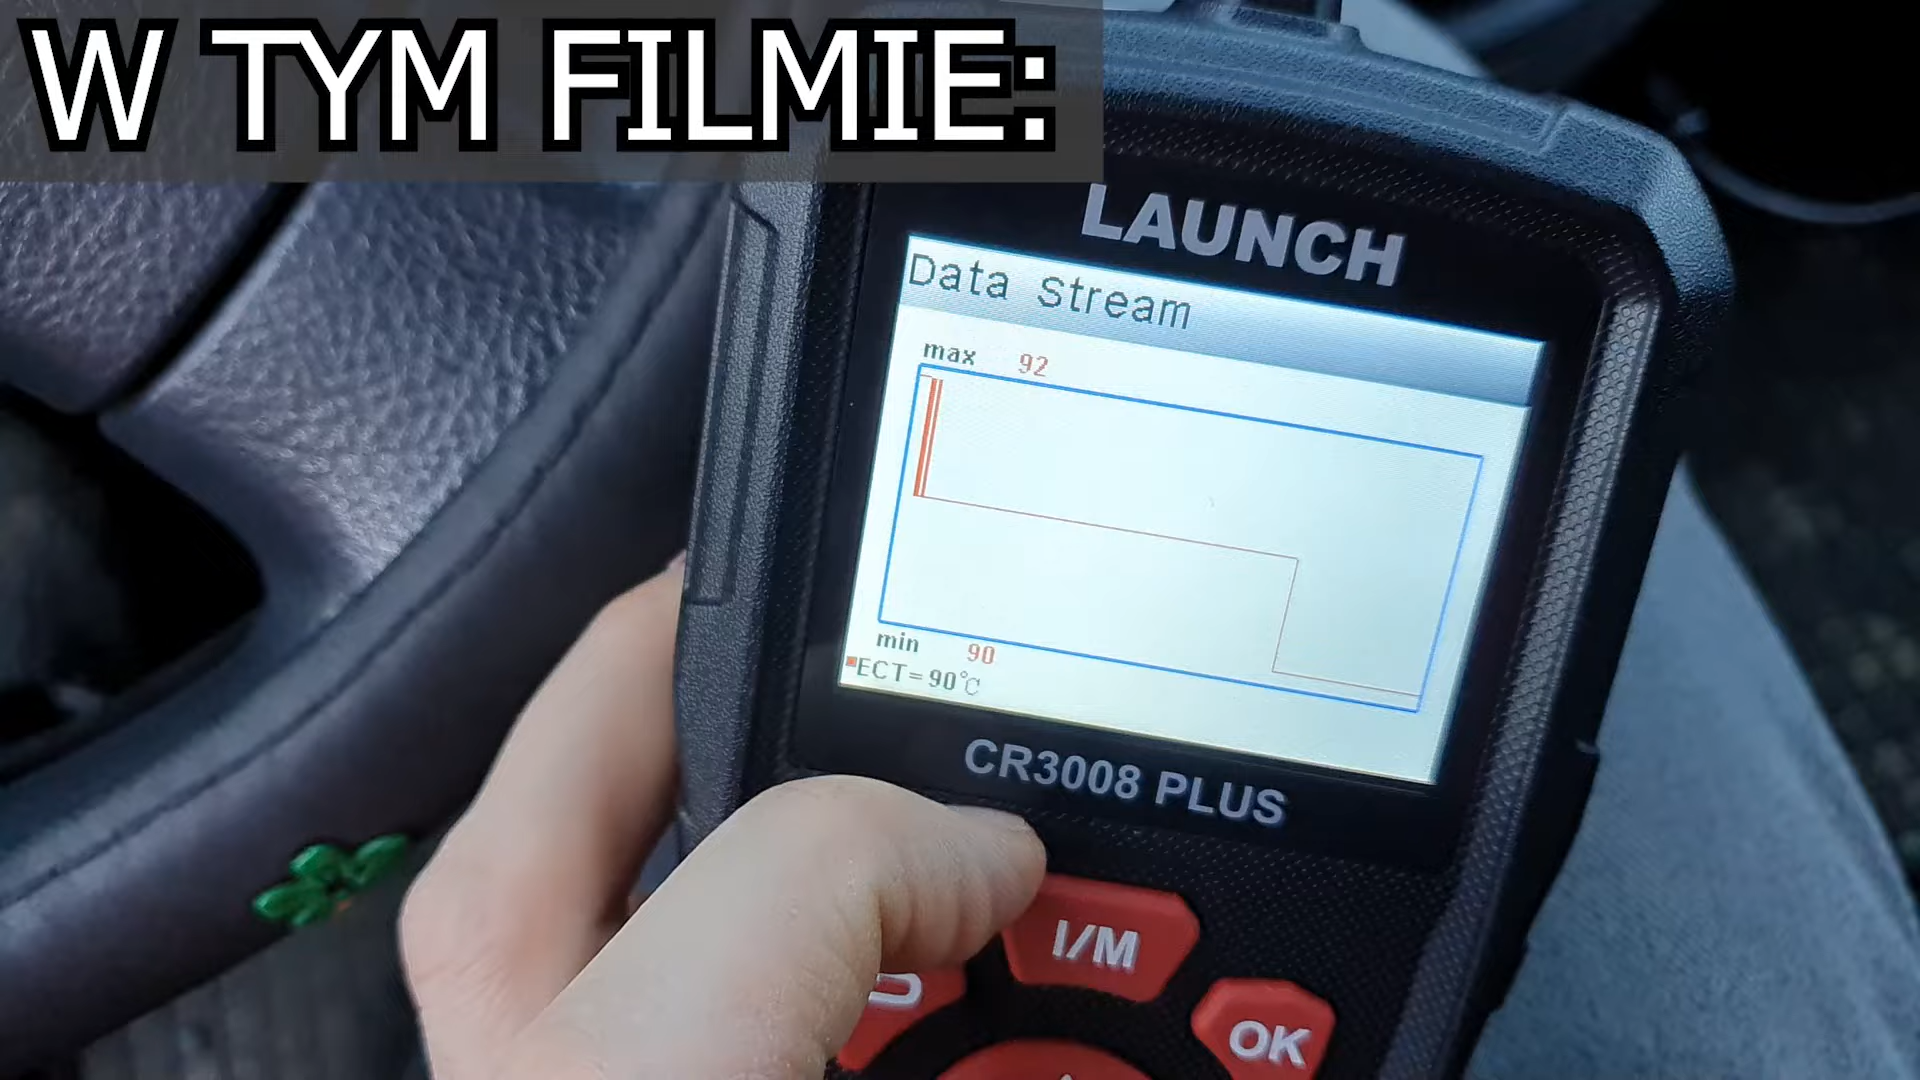 W TYM FILMIE:
LAUNCH
Data Stream
max 92
min 90
ECT=90℃
CR3008 PLUS
I/M
OK